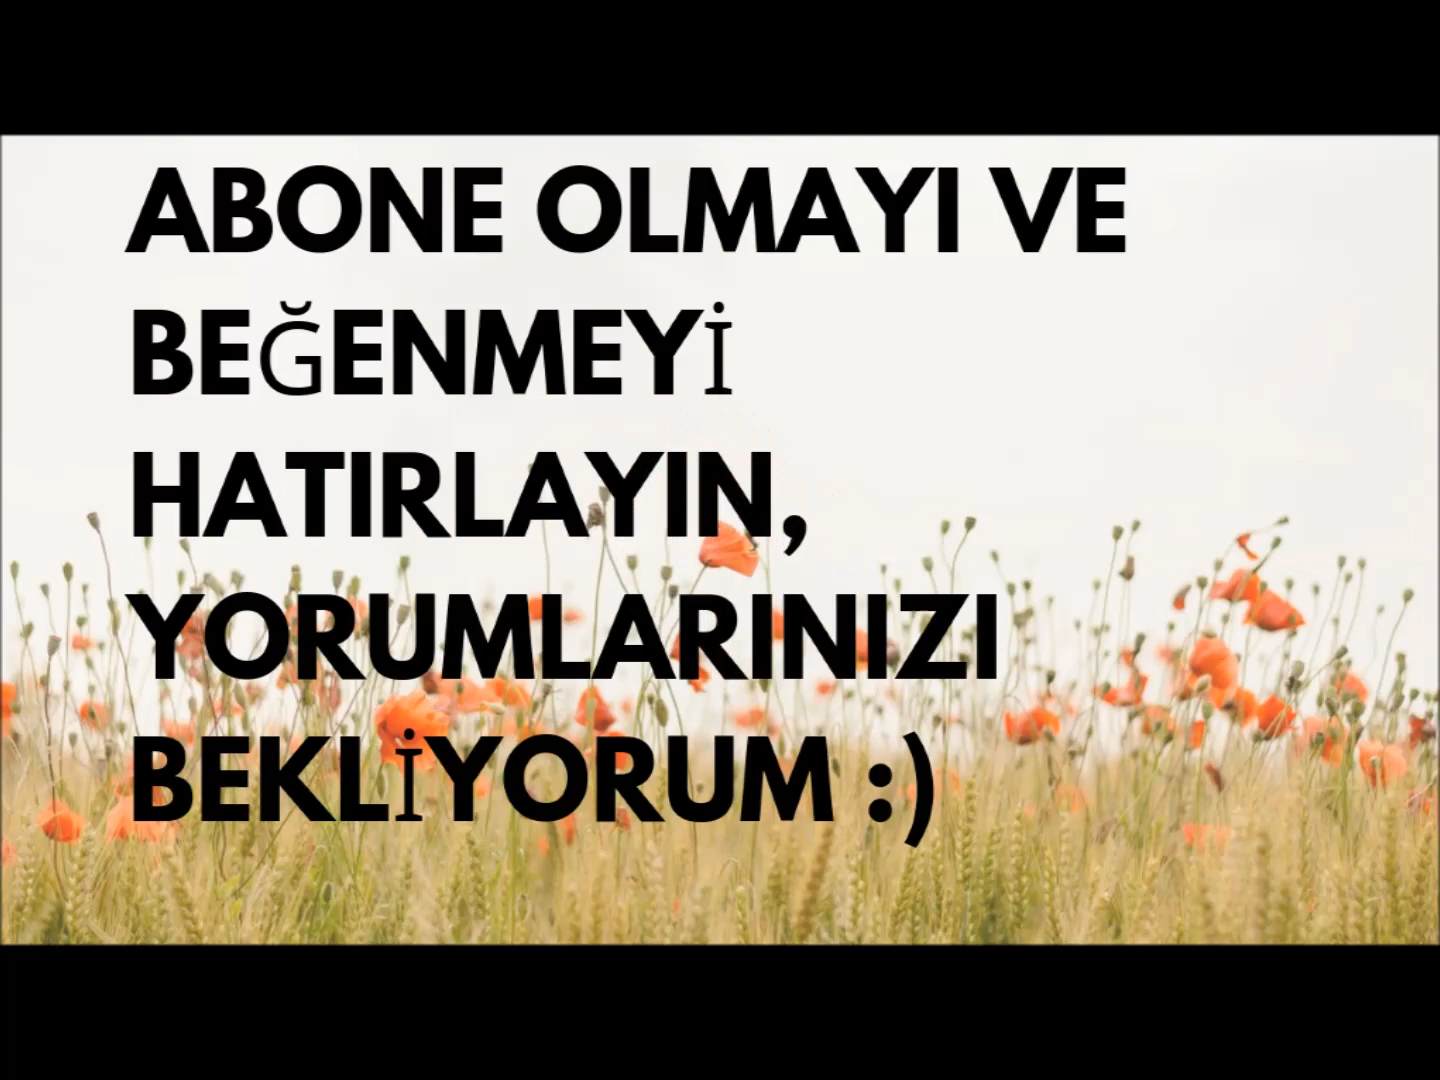 ABONE OLMAYI VE
BEĞENMEYİ
HATIRLAYIN,
YORUMLARINIZI
BEKLİYORUM :)